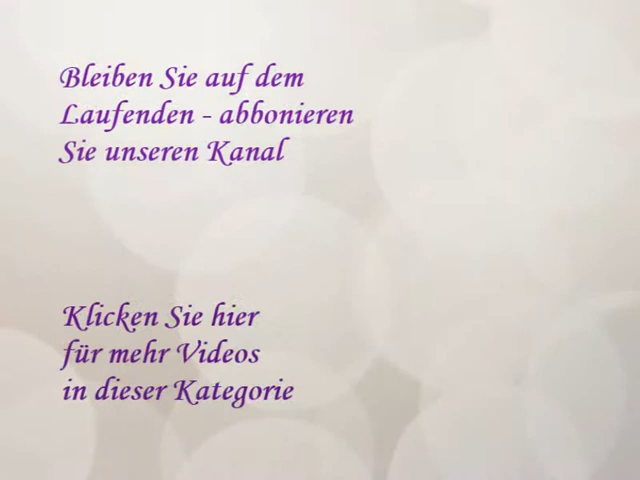 Bleiben Sie auf dem
Laufenden - abbonieren
Sie unseren Kanal
Klicken Sie hier
für mehr Videos
in dieser Kategorie